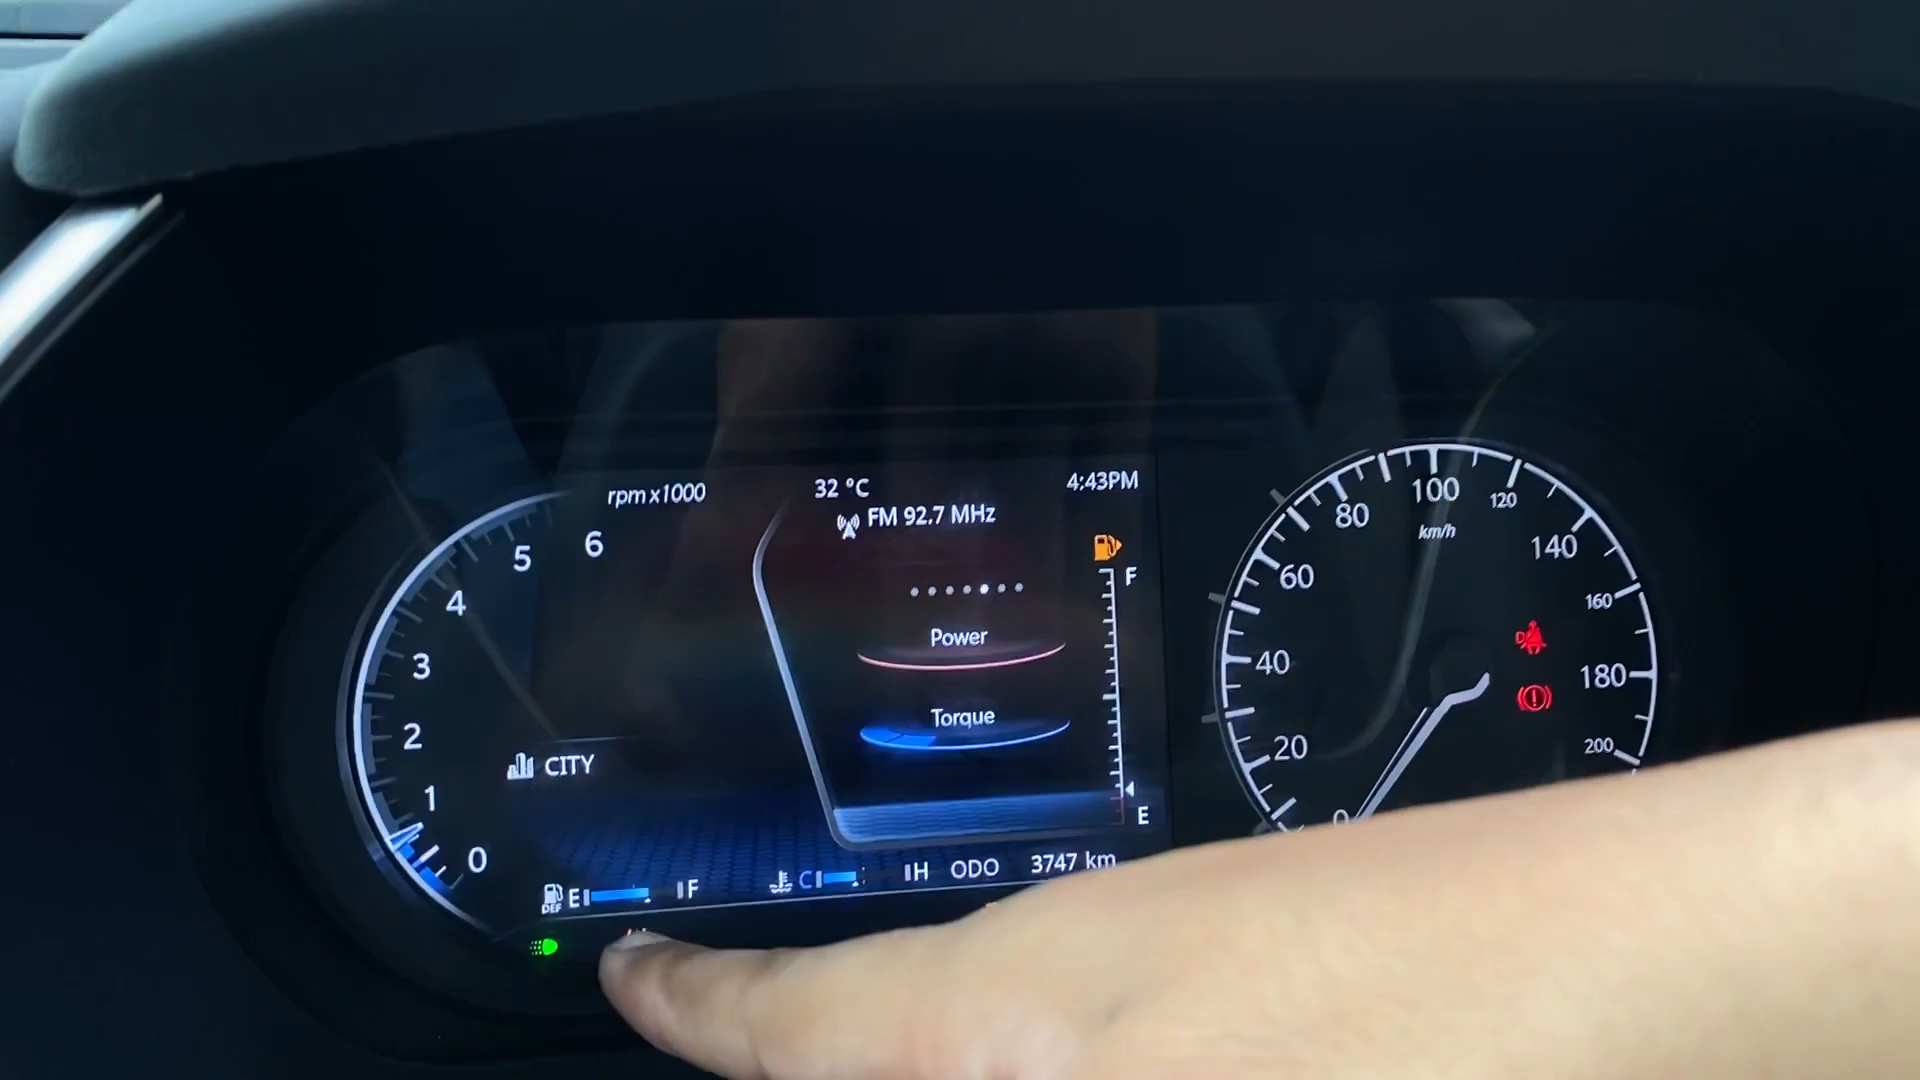 rpm x1000
32 °C
4:43PM
FM 92.7 MHz
6
5
4
3
2
1
0
F
Power
Torque
E
CITY
DEF
E
F
C
H
ODO
3747 km
100
120
80
km/h
140
60
160
40
180
20
200
0